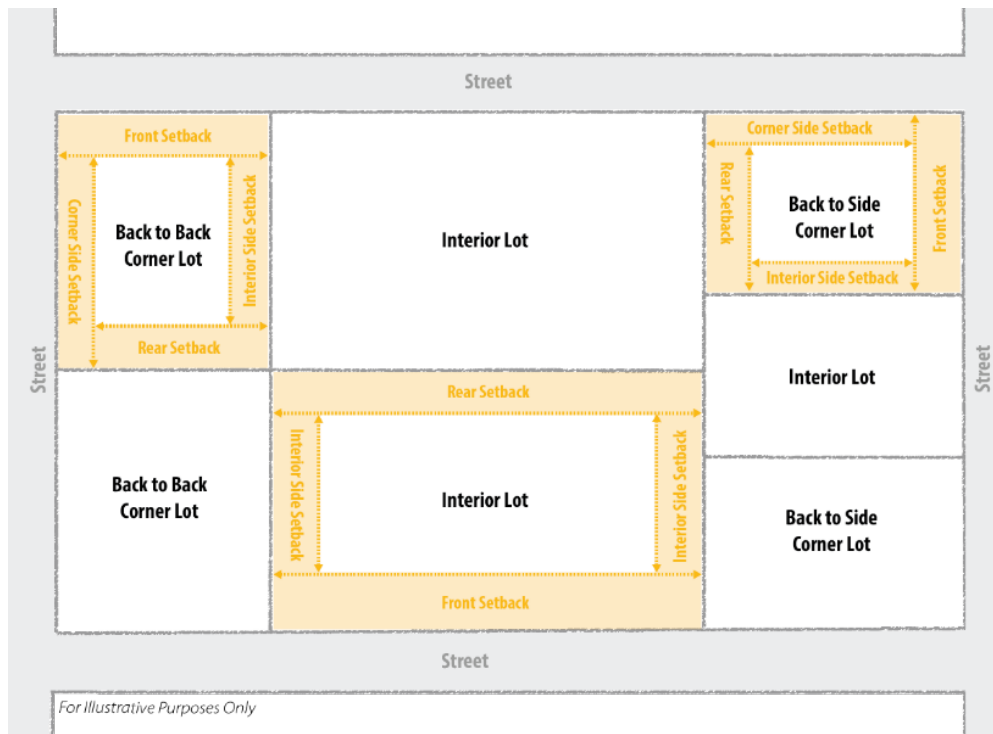 Street
Front Setback
Corner Side Setback
Interior Side Setback
Back to Back
Corner Lot
Rear Setback
Interior Lot
Corner Side Setback
Rear Setback
Front Setback
Back to Side
Corner Lot
Interior Side Setback
Street
Street
Interior Lot
Back to Back
Corner Lot
Rear Setback
Interior Side Setback
Interior Side Setback
Interior Lot
Front Setback
Back to Side
Corner Lot
Street
For Illustrative Purposes Only